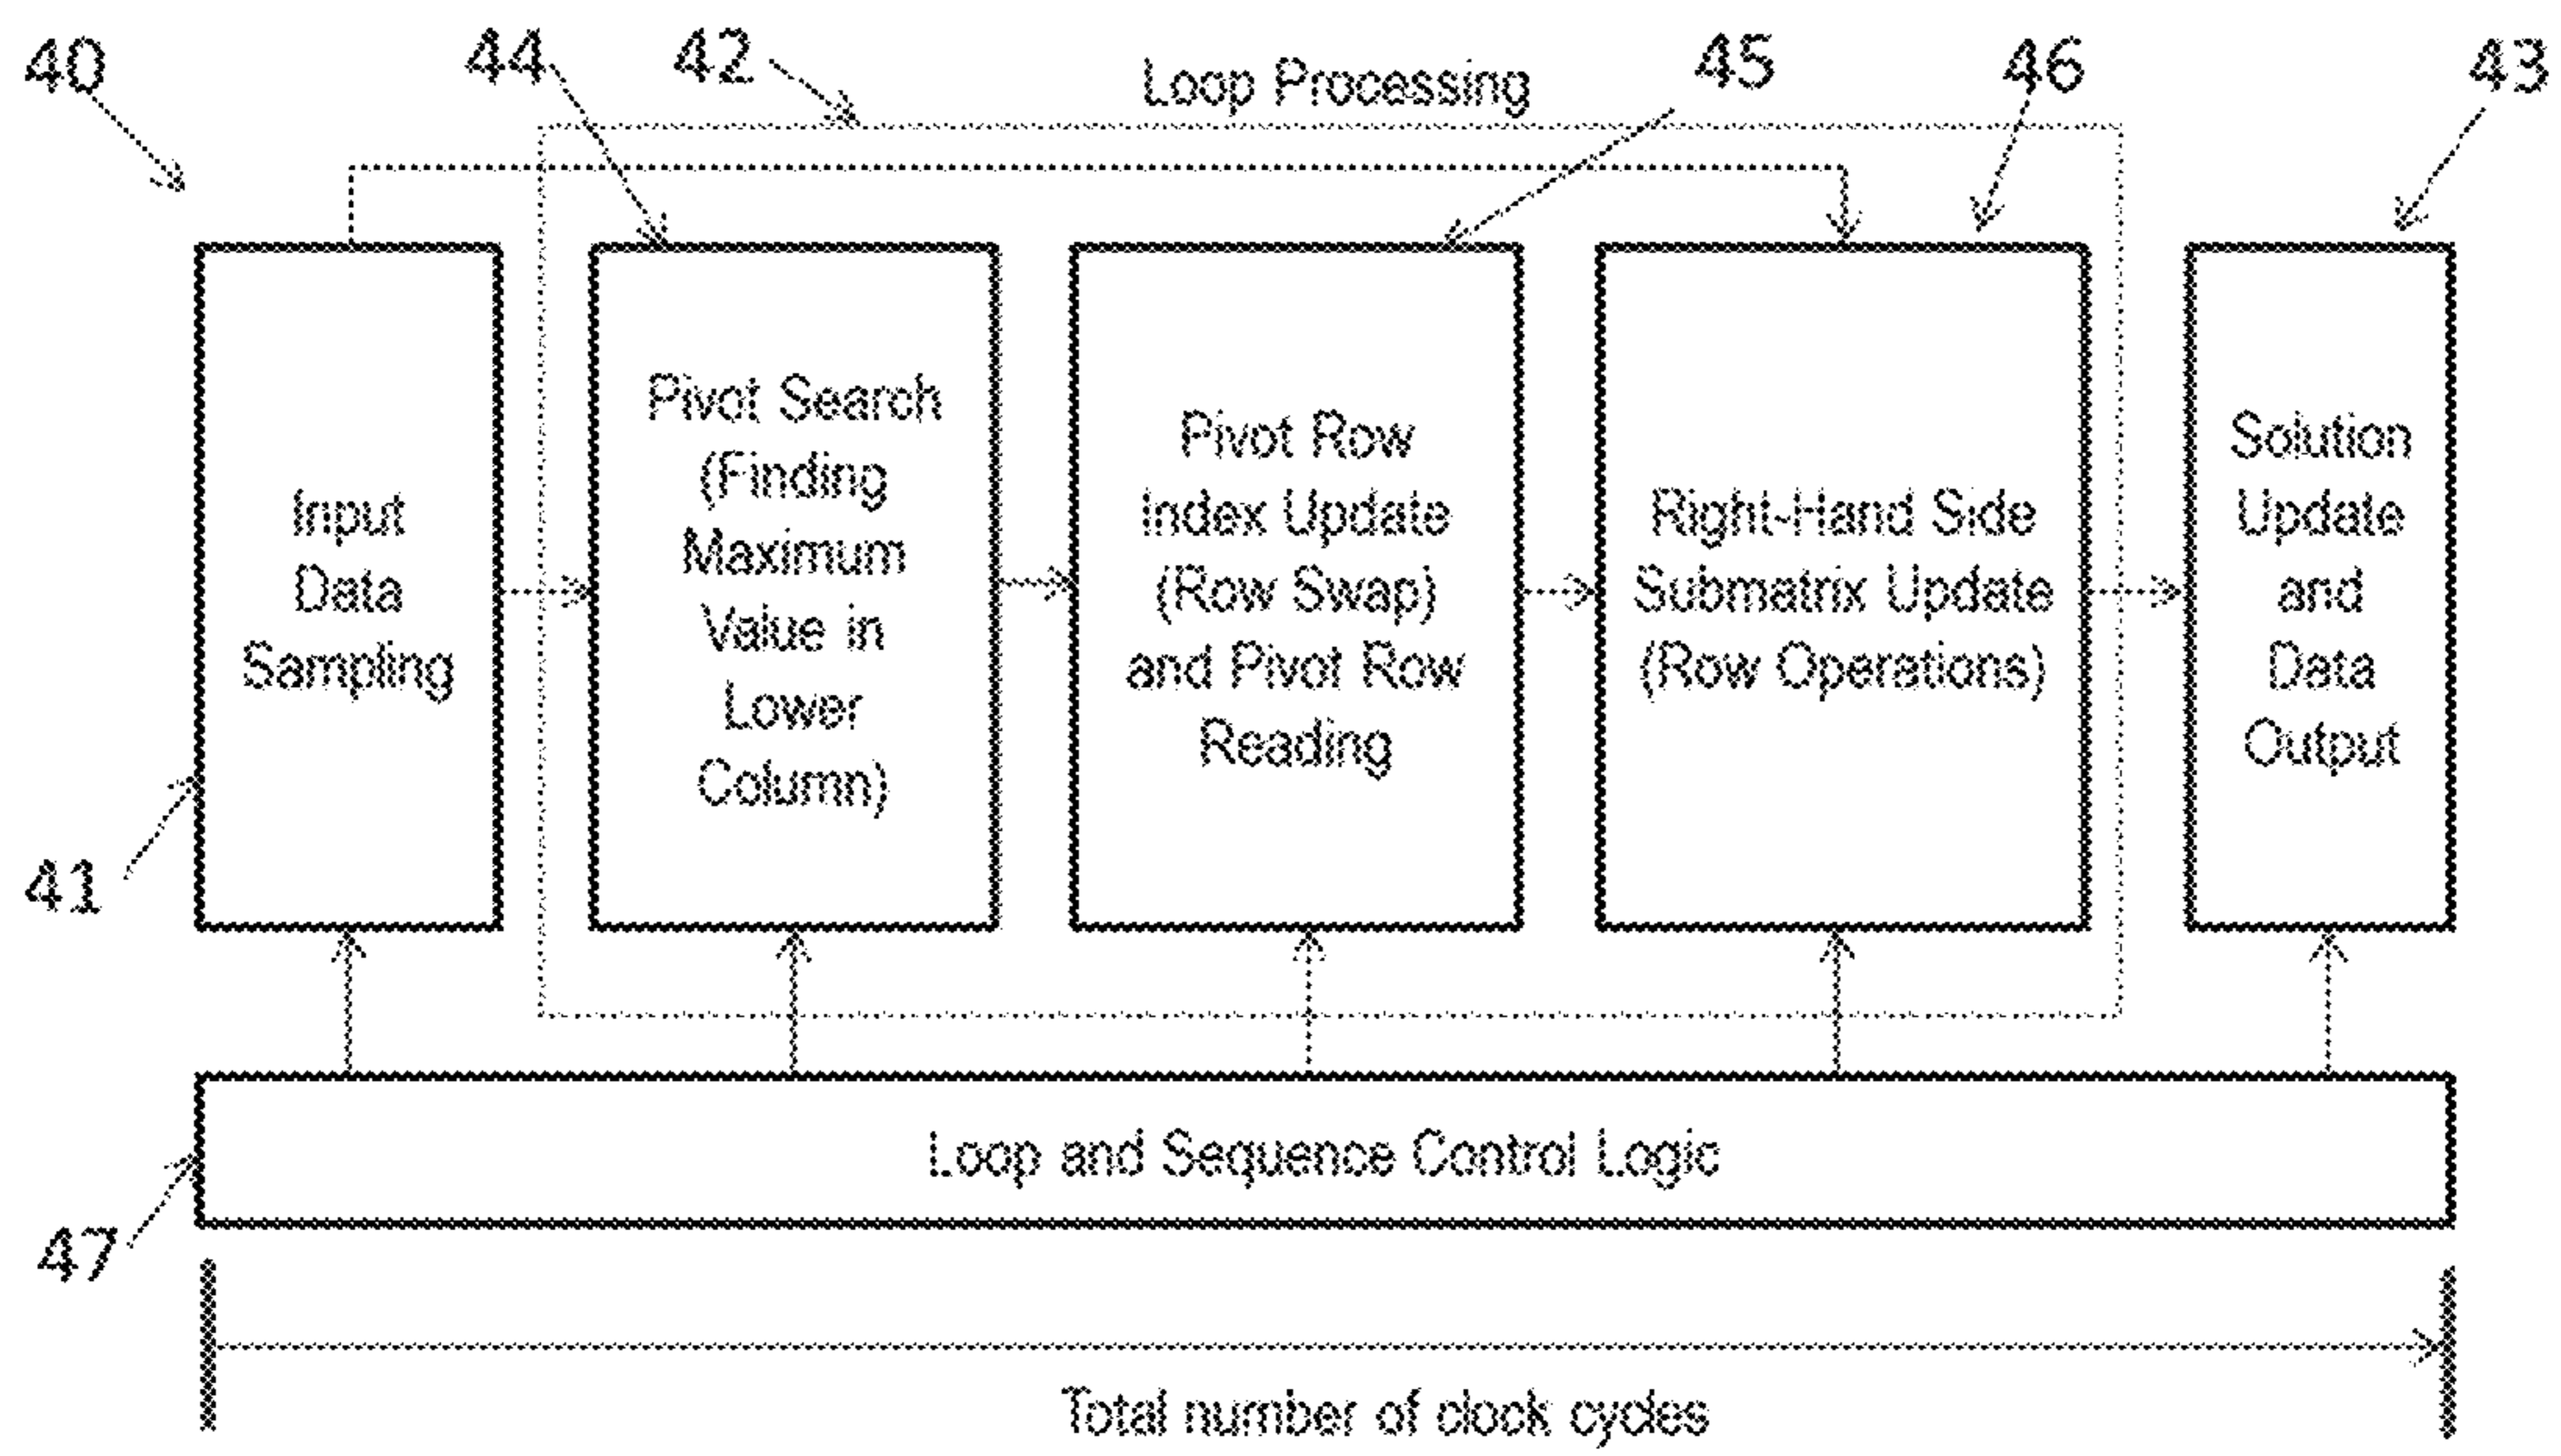 40
44
42
Loop Processing
45
46
43
Input
Data
Sampling
Pivot Search
(Finding
Maximum
Value in
Lower
Column)
Pivot Row
Index Update
(Row Swap)
and Pivot Row
Reading
Right-Hand Side
Submatrix Update
(Row Operations)
Solution
Update
and
Data
Output
41
Loop and Sequence Control Logic
47
Total number of clock cycles